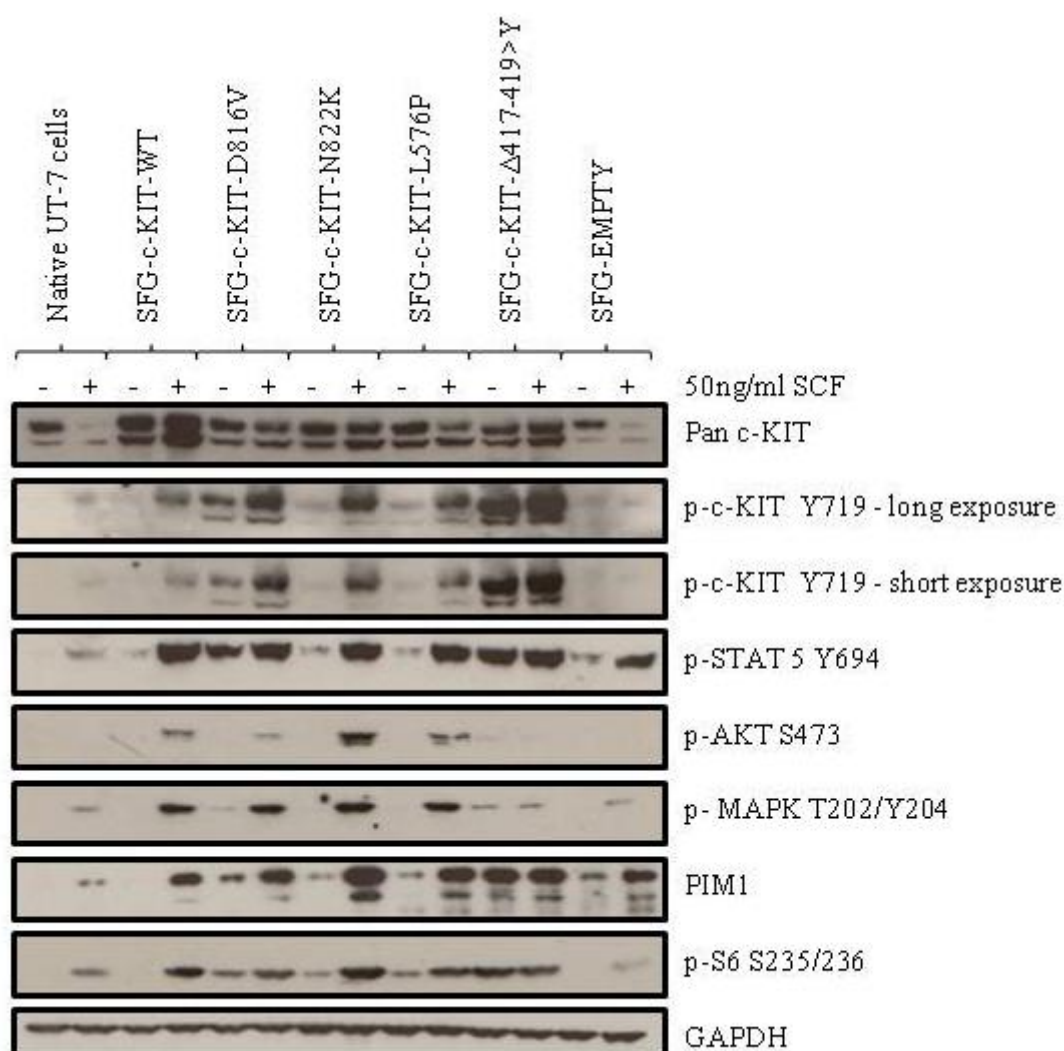 Native UT-7 cells
SFG-c-KIT-WT
SFG-c-KIT-D816V
SFG-c-KIT-N822K
SFG-c-KIT-L576P
SFG-c-KIT-Δ417-419>Y
SFG-EMPTY
- + - + - + - + - + - + - + 50ng/ml SCF
Pan c-KIT
p-c-KIT Y719 - long exposure
p-c-KIT Y719 - short exposure
p-STAT 5 Y694
p-AKT S473
p- MAPK T202/Y204
PIM1
p-S6 S235/236
GAPDH